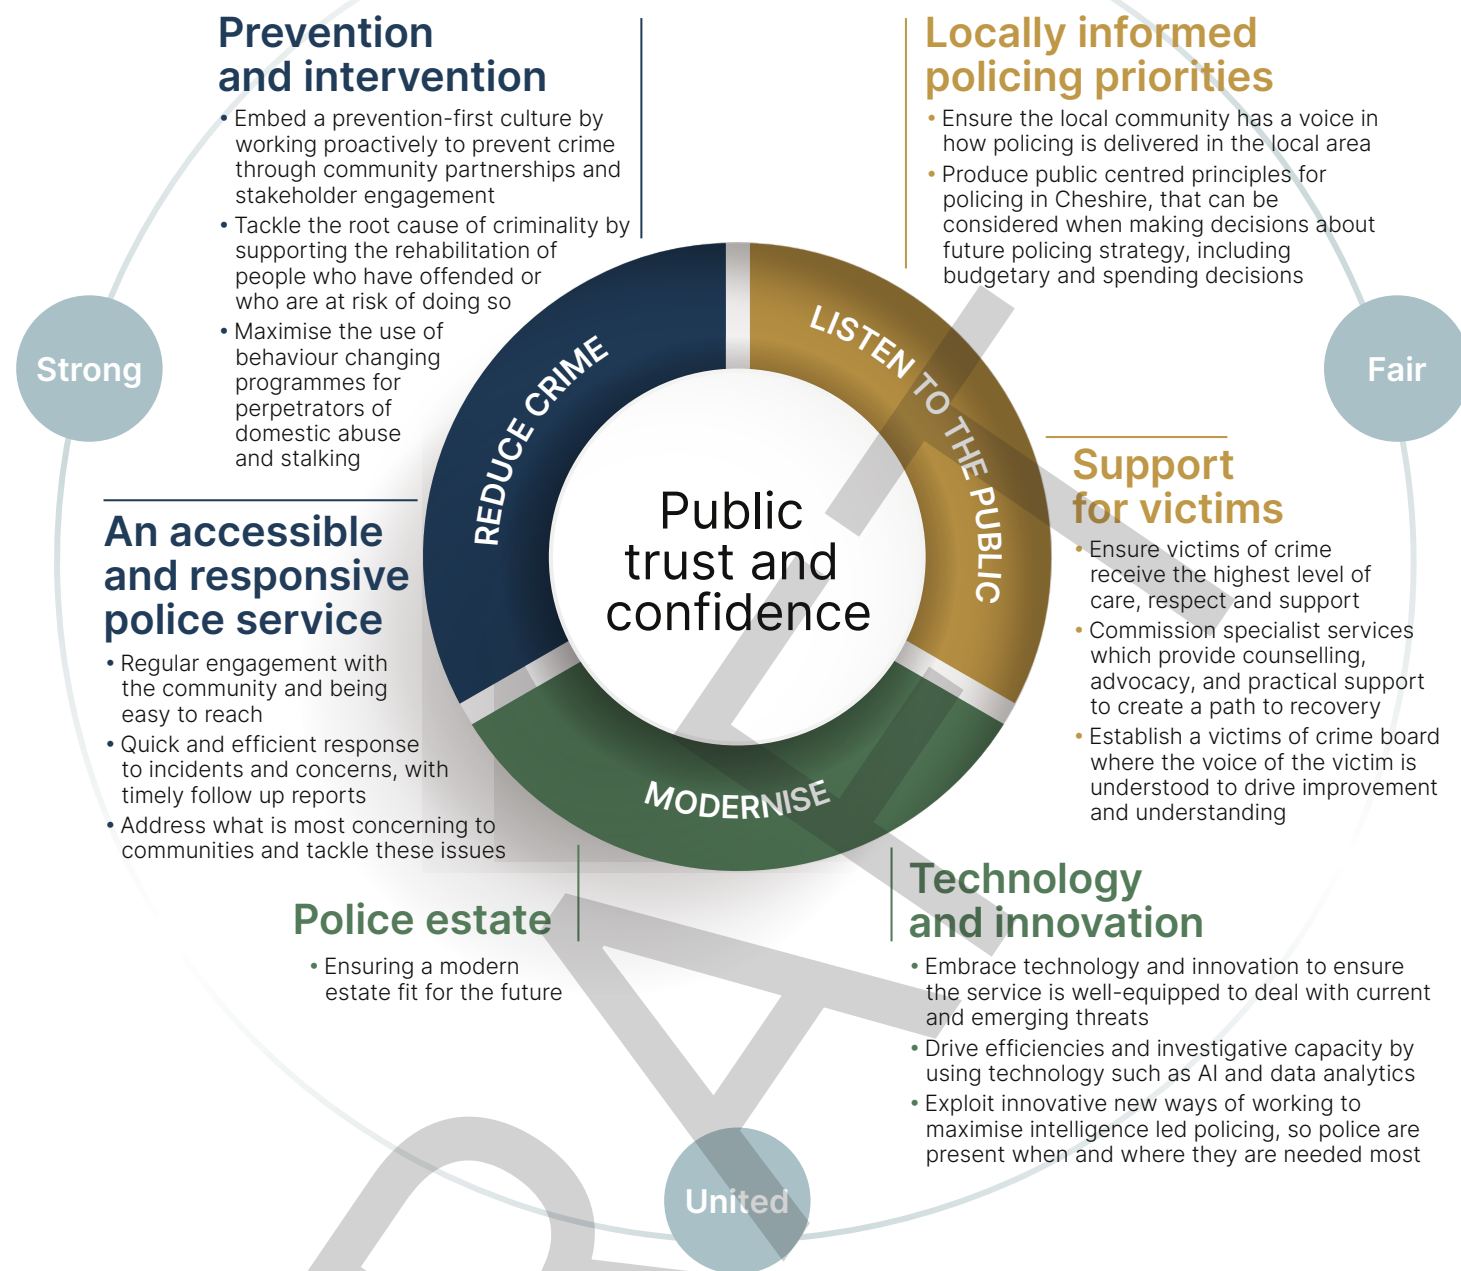 Prevention
and intervention
• Embed a prevention-first culture by
working proactively to prevent crime
through community partnerships and
stakeholder engagement
• Tackle the root cause of criminality by
supporting the rehabilitation of
people who have offended or
who are at risk of doing so
• Maximise the use of
behaviour changing
programmes for
perpetrators of
domestic abuse
and stalking
Locally informed
policing priorities
• Ensure the local community has a voice in
how policing is delivered in the local area
• Produce public centred principles for
policing in Cheshire, that can be
considered when making decisions about
future policing strategy, including
budgetary and spending decisions
Strong
Fair
REDUCE CRIME
LISTEN TO THE PUBLIC
Public
trust and
confidence
MODERNISE
An accessible
and responsive
police service
• Regular engagement with
the community and being
easy to reach
• Quick and efficient response
to incidents and concerns, with
timely follow up reports
• Address what is most concerning to
communities and tackle these issues
Support
for victims
• Ensure victims of crime
receive the highest level of
care, respect and support
• Commission specialist services
which provide counselling,
advocacy, and practical support
to create a path to recovery
• Establish a victims of crime board
where the voice of the victim is
understood to drive improvement
and understanding
Police estate
• Ensuring a modern
estate fit for the future
Technology
and innovation
• Embrace technology and innovation to ensure
the service is well-equipped to deal with current
and emerging threats
• Drive efficiencies and investigative capacity by
using technology such as AI and data analytics
• Exploit innovative new ways of working to
maximise intelligence led policing, so police are
present when and where they are needed most
United